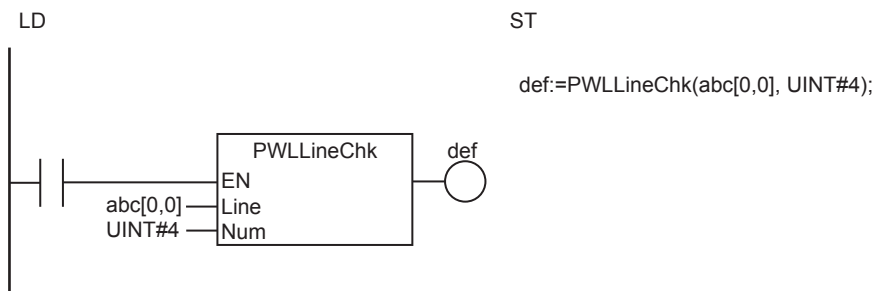 LD
ST
def:=PWLLineChk(abc[0,0], UINT#4);
PWLLineChk
def
EN
abc[0,0] Line
UINT#4 Num